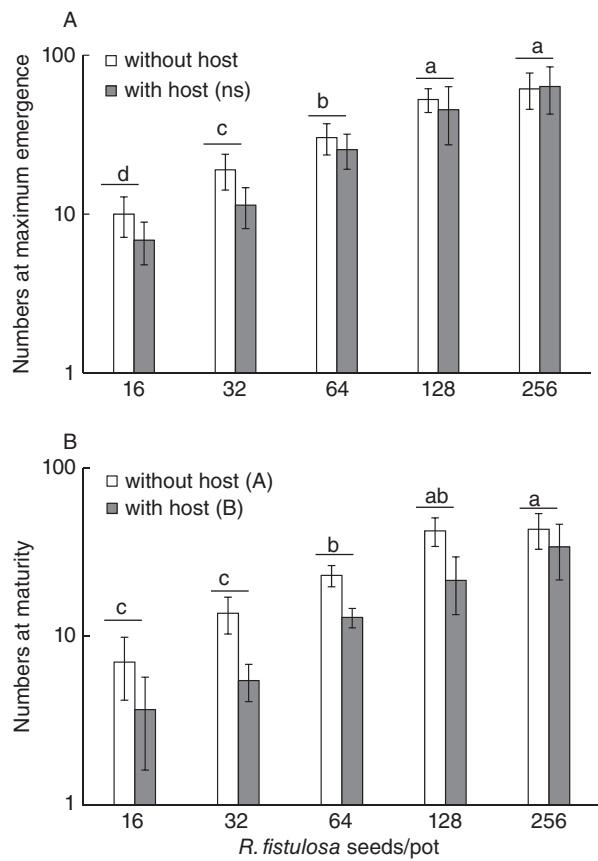 A
Numbers at maximum emergence
100
10
1
without host
with host (ns)
d
c
b
a
a
16 32 64 128 256
B
Numbers at maturity
100
10
1
without host (A)
with host (B)
c
c
b
ab
a
16 32 64 128 256
R. fistulosa seeds/pot